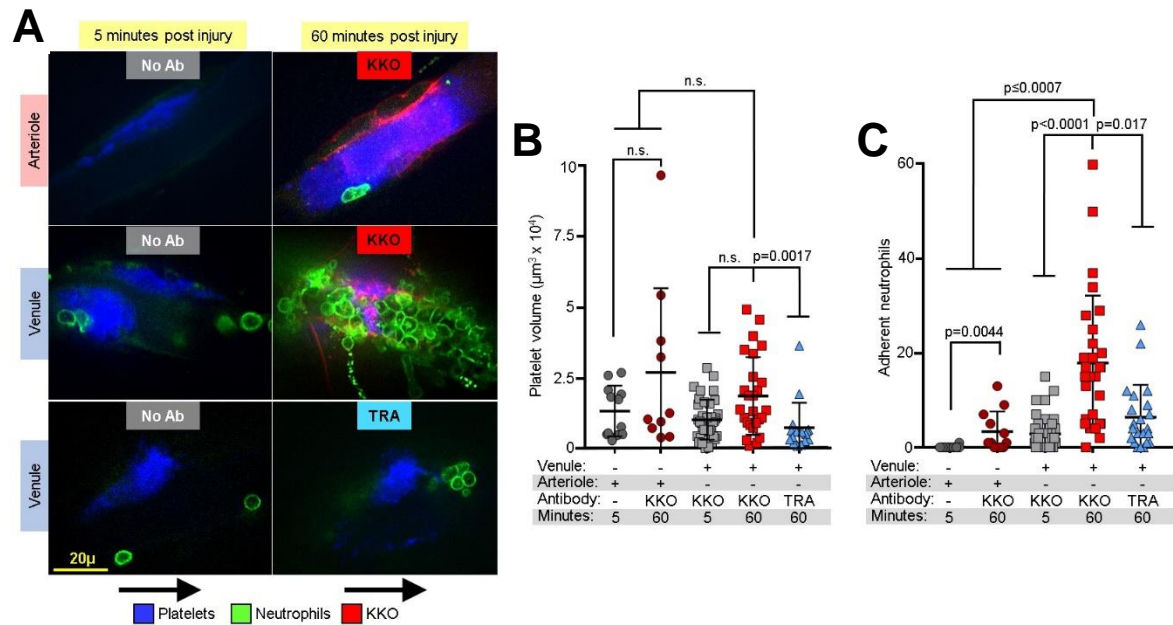 A
5 minutes post injury
60 minutes post injury
No Ab
KKO
Arteriole
No Ab
KKO
Venule
No Ab
TRA
Venule
20µ
Platelets
Neutrophils
KKO
B
n.s.
n.s.
n.s.
p=0.0017
Platelet volume (µm³ x 10⁴)
10
7.5
5
2.5
0
Venule: - - + + +
Arteriole: + + - - -
Antibody: - KKO KKO KKO TRA
Minutes: 5 60 5 60 60
C
p≤0.0007
p<0.0001
p=0.017
p=0.0044
Adherent neutrophils
60
40
20
0
Venule: - - + + +
Arteriole: + + - - -
Antibody: - KKO KKO KKO TRA
Minutes: 5 60 5 60 60